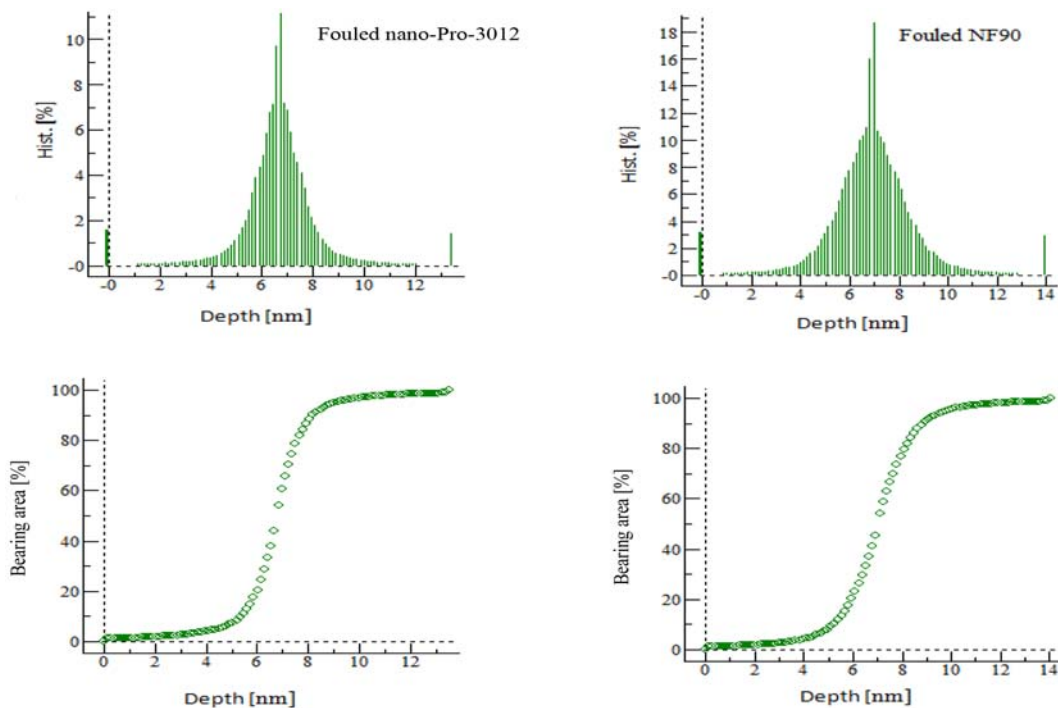 Fouled nano-Pro-3012
10
8
6
4
2
-0
Hist. [%]
-0 2 4 6 8 10 12
Depth [nm]
Fouled NF90
18
16
14
12
10
8
6
4
2
-0
Hist. [%]
-0 2 4 6 8 10 12 14
Depth [nm]
100
80
60
40
20
0
Bearing area [%]
0 2 4 6 8 10 12
Depth [nm]
100
80
60
40
20
0
Bearing area [%]
0 2 4 6 8 10 12 14
Depth [nm]